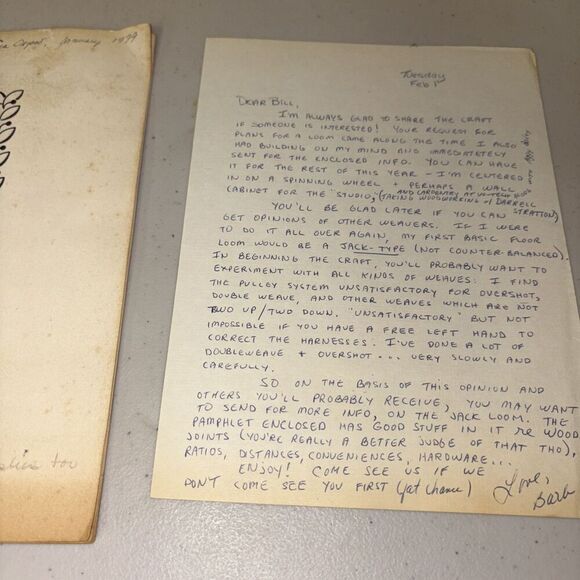 Depot, January 1979
Tuesday
Feb 1
Dear Bill,
I'm always glad to share the craft
if someone is interested! Your request for
plans for a loom came along the time I also
had building on my mind and immediately
sent for the enclosed info. You can have
it for the rest of this year - I'm centered
in on a spinning wheel + perhaps a wall
cabinet for the "studio," (taking woodworking
and carpentry at
w/ Darrell
Stratton)
You'll be glad later if you can
get opinions of other weavers. If I were
to do it all over again, my first basic floor
loom would be a jack-type (not counter-balanced).
In beginning the craft, you'll probably want to
experiment with all kinds of weaves: I find
the pulley system unsatisfactory for overshot,
double weave, and other weaves which are not
two up/two down. "Unsatisfactory" but not
impossible if you have a free left hand to
correct the harnesses. I've done a lot of
doubleweave + overshot... very slowly and
carefully.
So on the basis of this opinion and
others you'll probably receive, you may want
to send for more info, on the jack loom. The
pamphlet enclosed has good stuff in it re wood,
joints (you're really a better judge of that tho),
ratios, distances, conveniences, hardware...
Enjoy! Come see us if we
don't come see you first (fat chance)
Love,
Barb